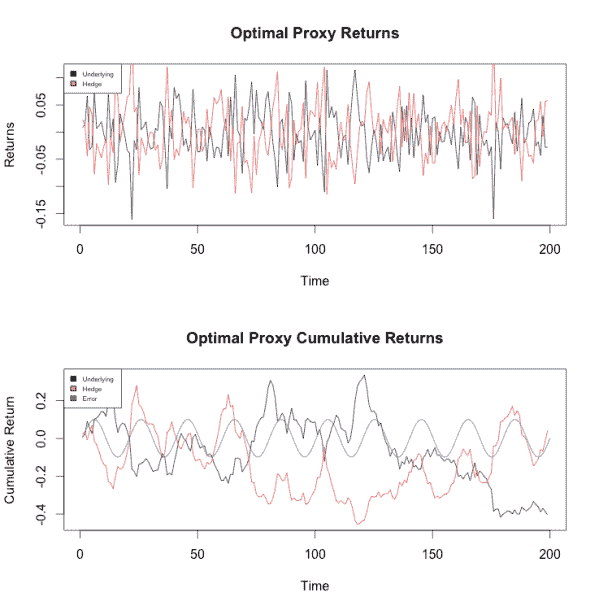 Optimal Proxy Returns
Underlying
Hedge
Returns
0.05
-0.05
-0.15
0 50 100 150 200
Time
Optimal Proxy Cumulative Returns
Underlying
Hedge
Error
Cumulative Return
0.2
0.0
-0.2
-0.4
0 50 100 150 200
Time